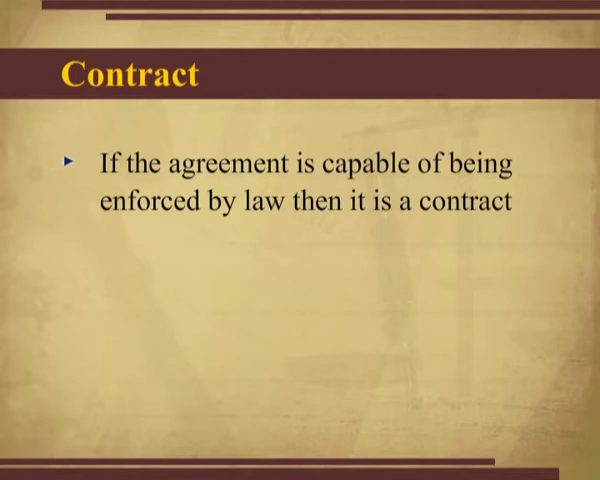 Contract
If the agreement is capable of being
enforced by law then it is a contract